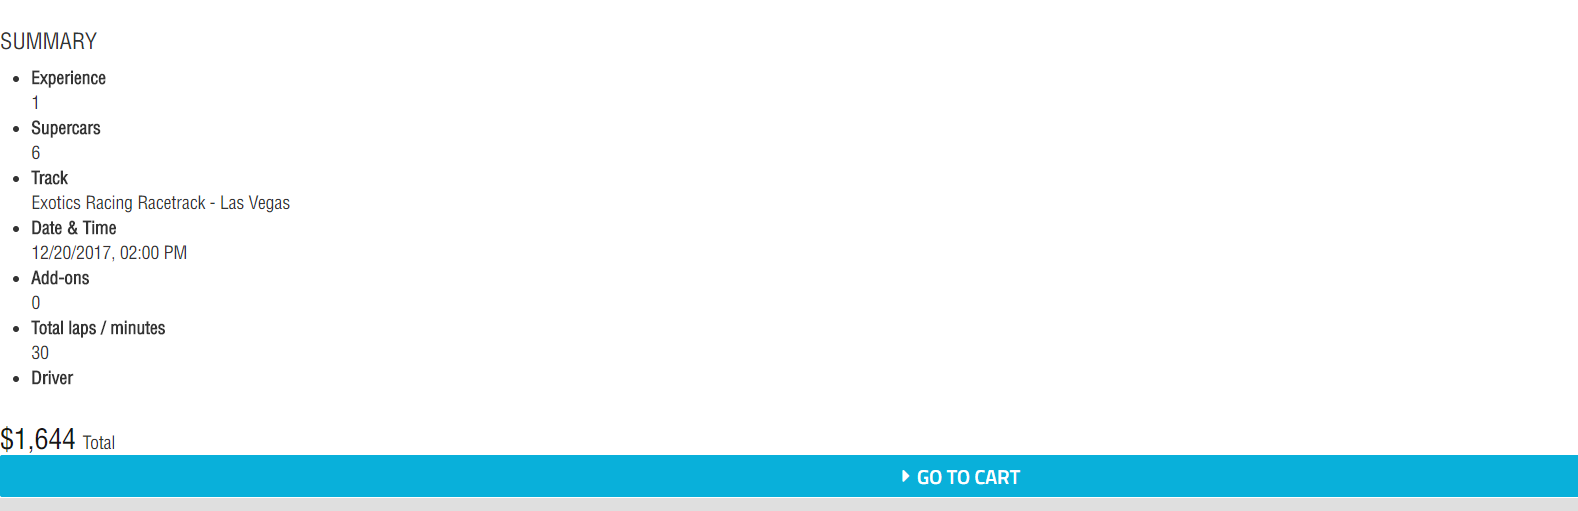 SUMMARY
Experience
1
Supercars
6
Track
Exotics Racing Racetrack - Las Vegas
Date & Time
12/20/2017, 02:00 PM
Add-ons
0
Total laps / minutes
30
Driver
$1,644 Total
GO TO CART